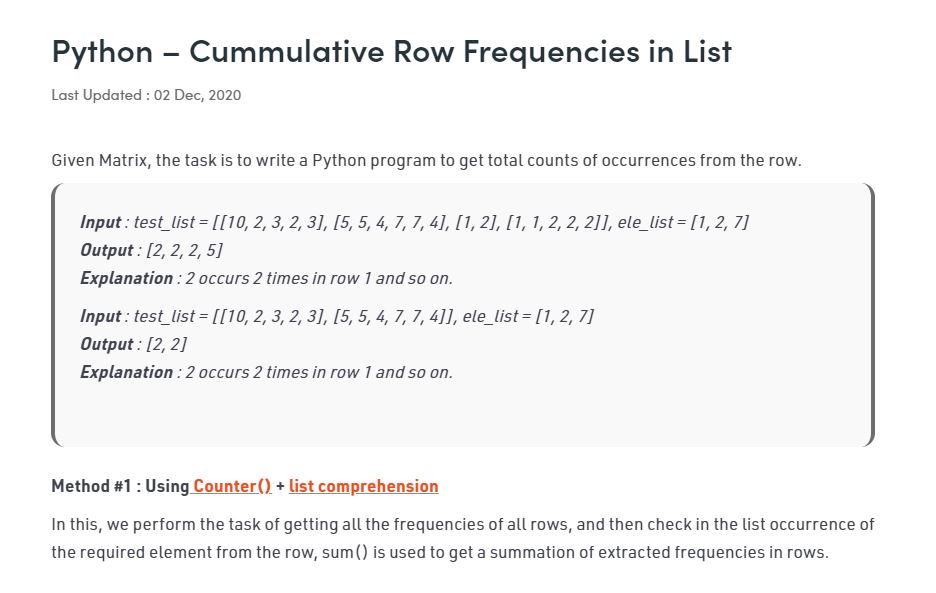 Python – Cummulative Row Frequencies in List
Last Updated : 02 Dec, 2020
Given Matrix, the task is to write a Python program to get total counts of occurrences from the row.
Input : test_list = [[10, 2, 3, 2, 3], [5, 5, 4, 7, 7, 4], [1, 2], [1, 1, 2, 2, 2]], ele_list = [1, 2, 7]
Output : [2, 2, 2, 5]
Explanation : 2 occurs 2 times in row 1 and so on.
Input : test_list = [[10, 2, 3, 2, 3], [5, 5, 4, 7, 7, 4]], ele_list = [1, 2, 7]
Output : [2, 2]
Explanation : 2 occurs 2 times in row 1 and so on.
Method #1 : Using Counter() + list comprehension
In this, we perform the task of getting all the frequencies of all rows, and then check in the list occurrence of
the required element from the row, sum() is used to get a summation of extracted frequencies in rows.